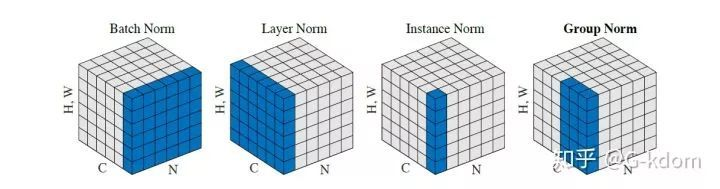 Batch Norm
Layer Norm
Instance Norm
Group Norm
H, W
C
N
H, W
C
N
H, W
C
N
H, W
C
N
知乎 @G-kdom